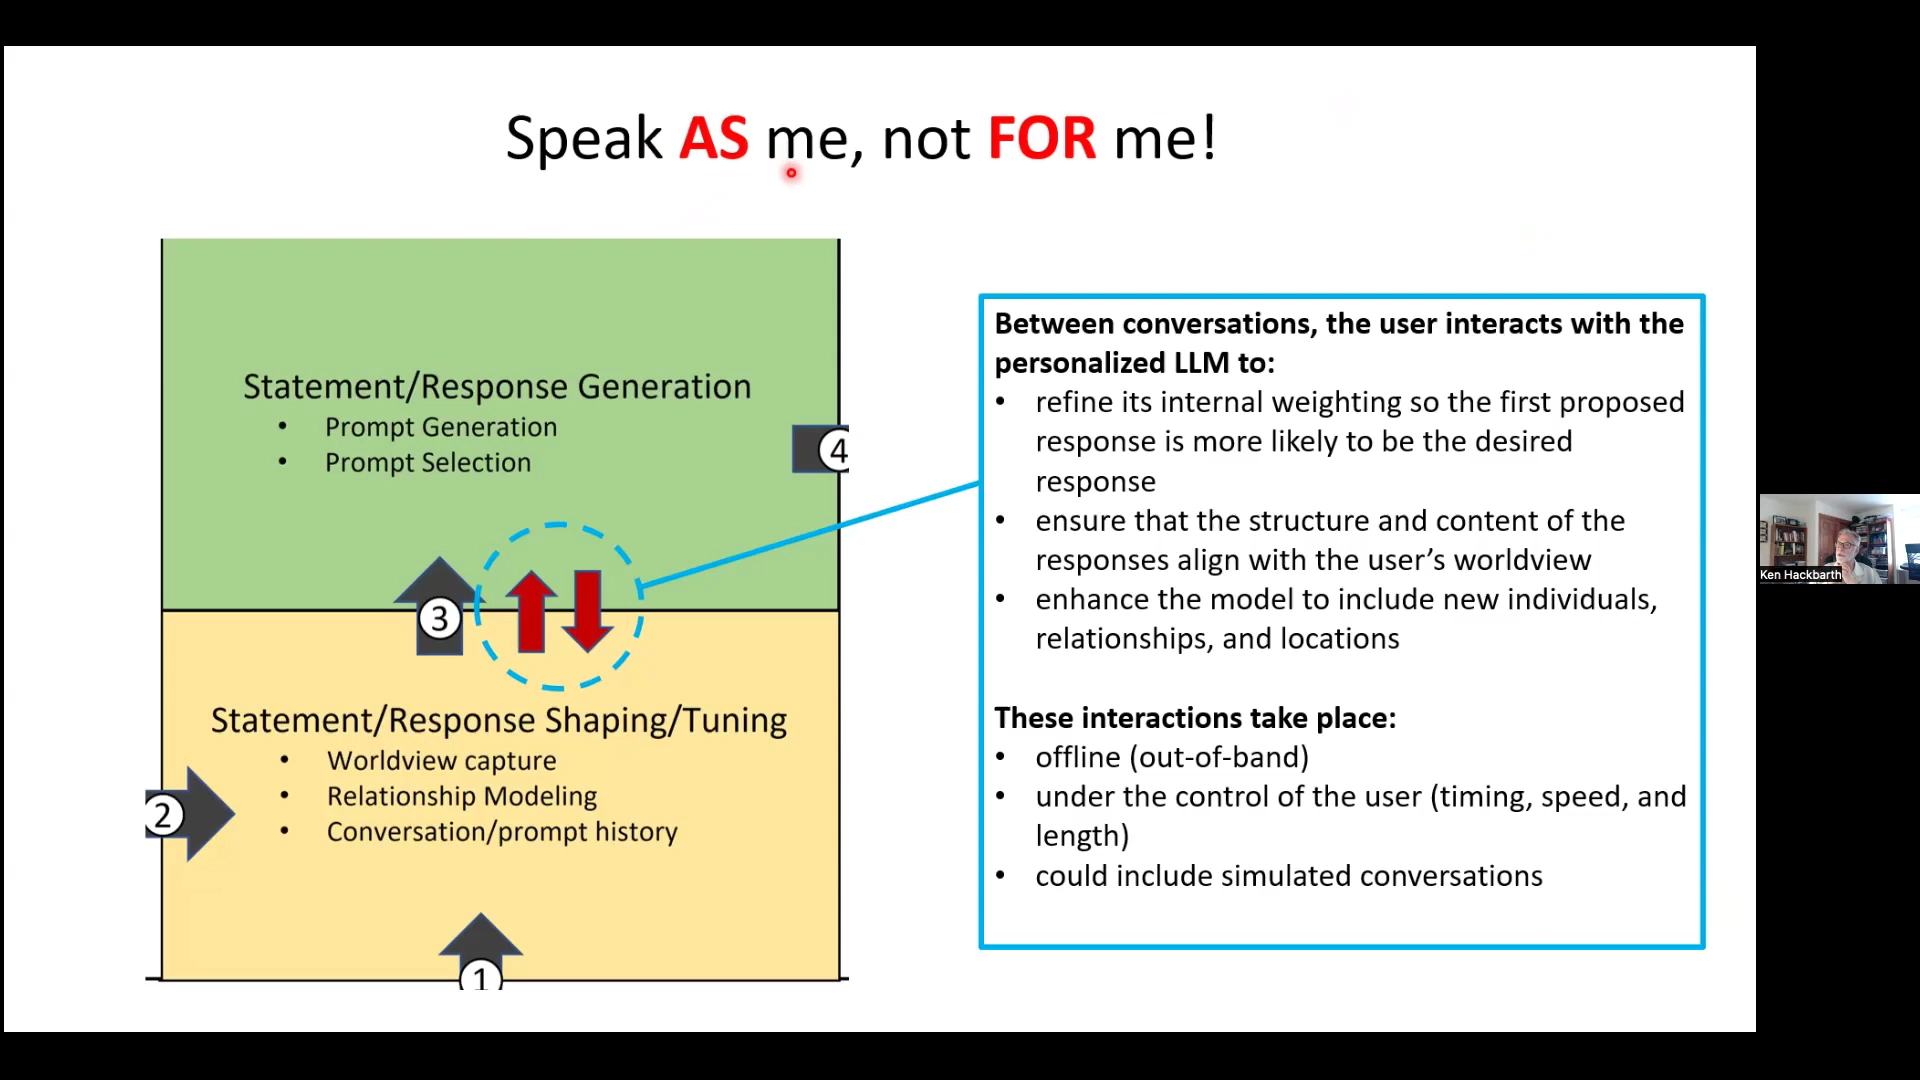 Speak AS me, not FOR me!
Statement/Response Generation
• Prompt Generation
• Prompt Selection
4
3
Statement/Response Shaping/Tuning
• Worldview capture
• Relationship Modeling
• Conversation/prompt history
2
1
Between conversations, the user interacts with the
personalized LLM to:
• refine its internal weighting so the first proposed
response is more likely to be the desired
response
• ensure that the structure and content of the
responses align with the user’s worldview
• enhance the model to include new individuals,
relationships, and locations
These interactions take place:
• offline (out-of-band)
• under the control of the user (timing, speed, and
length)
• could include simulated conversations
Ken Hackbarth